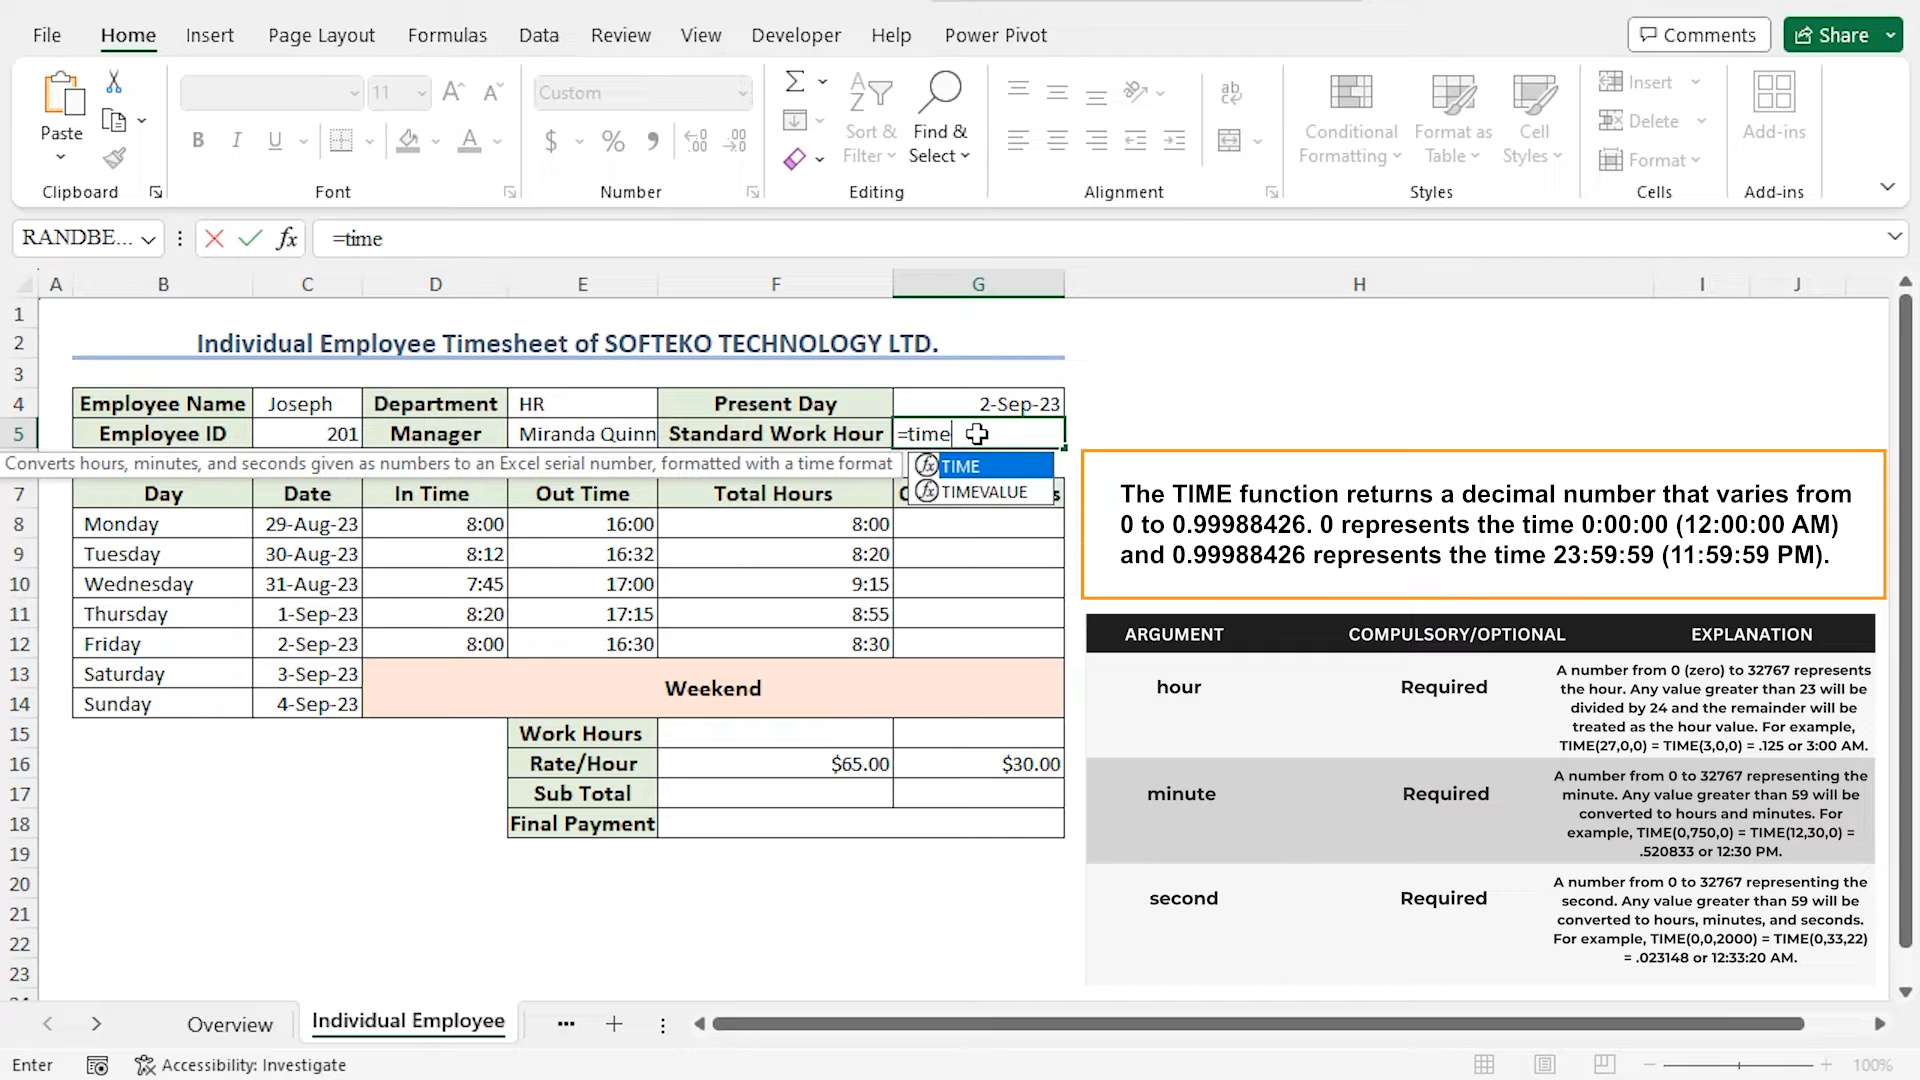 File Home Insert Page Layout Formulas Data Review View Developer Help Power Pivot Comments Share
Paste
Clipboard
11
B I U A
Font
Custom
$ % 9
Number
Sort & Filter
Find & Select
Editing
ab
Alignment
Conditional Formatting
Format as Table
Cell Styles
Styles
Insert
Delete
Format
Cells
Add-ins
Add-ins
RANDBE... fx =time
A B C D E F G H I J
1
2 Individual Employee Timesheet of SOFTEKO TECHNOLOGY LTD.
3
4 Employee Name Joseph Department HR Present Day 2-Sep-23
5 Employee ID 201 Manager Miranda Quinn Standard Work Hour =time
Converts hours, minutes, and seconds given as numbers to an Excel serial number, formatted with a time format
TIME
TIMEVALUE
7 Day Date In Time Out Time Total Hours
8 Monday 29-Aug-23 8:00 16:00 8:00
9 Tuesday 30-Aug-23 8:12 16:32 8:20
10 Wednesday 31-Aug-23 7:45 17:00 9:15
11 Thursday 1-Sep-23 8:20 17:15 8:55
12 Friday 2-Sep-23 8:00 16:30 8:30
13 Saturday 3-Sep-23
Weekend
14 Sunday 4-Sep-23
15 Work Hours
16 Rate/Hour $65.00 $30.00
17 Sub Total
18 Final Payment
19
20
21
22
23
The TIME function returns a decimal number that varies from
0 to 0.99988426. 0 represents the time 0:00:00 (12:00:00 AM)
and 0.99988426 represents the time 23:59:59 (11:59:59 PM).
ARGUMENT COMPULSORY/OPTIONAL EXPLANATION
hour Required
A number from 0 (zero) to 32767 represents
the hour. Any value greater than 23 will be
divided by 24 and the remainder will be
treated as the hour value. For example,
TIME(27,0,0) = TIME(3,0,0) = .125 or 3:00 AM.
minute Required
A number from 0 to 32767 representing the
minute. Any value greater than 59 will be
converted to hours and minutes. For
example, TIME(0,750,0) = TIME(12,30,0) =
.520833 or 12:30 PM.
second Required
A number from 0 to 32767 representing the
second. Any value greater than 59 will be
converted to hours, minutes, and seconds.
For example, TIME(0,0,2000) = TIME(0,33,22)
= .023148 or 12:33:20 AM.
Overview Individual Employee ...
Enter Accessibility: Investigate 100%